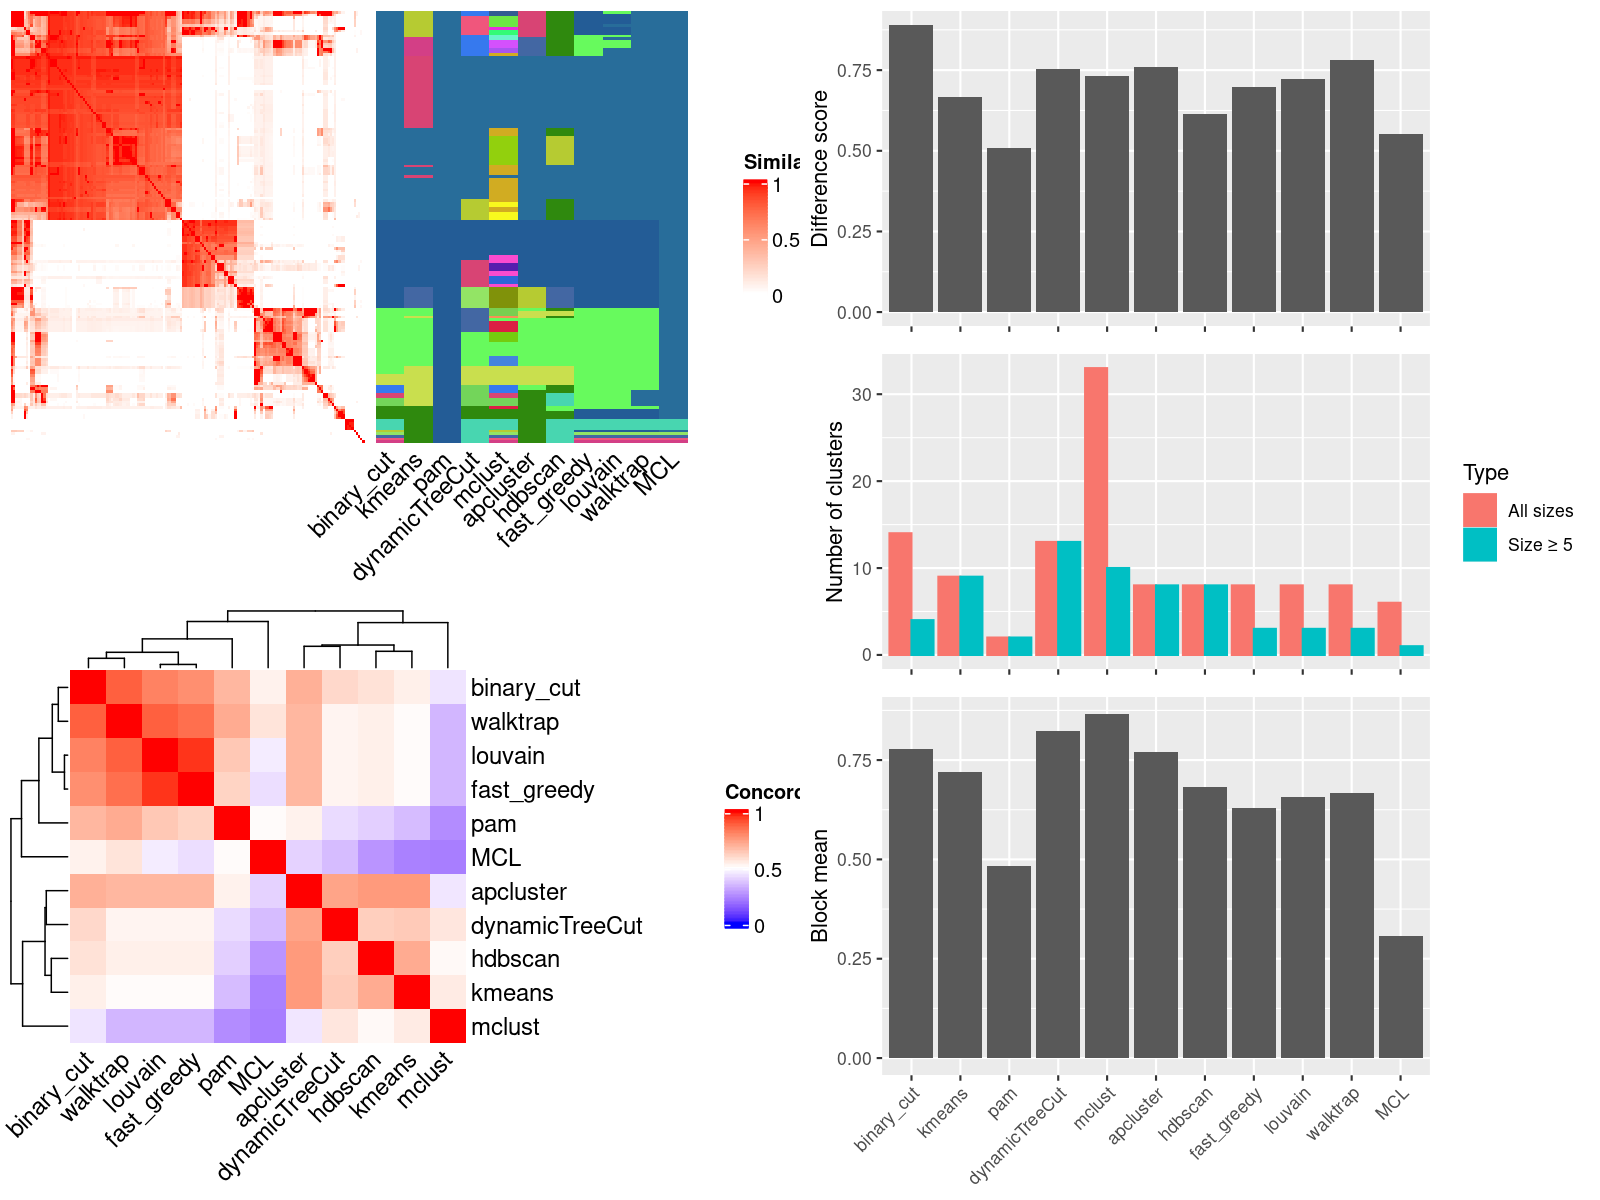 Simila
1
0.5
0
binary_cut
kmeans
pam
dynamicTreeCut
mclust
apcluster
hdbscan
fast_greedy
louvain
walktrap
MCL
Difference score
0.75
0.50
0.25
0.00
Number of clusters
30
20
10
0
Type
All sizes
Size ≥ 5
binary_cut
walktrap
louvain
fast_greedy
pam
MCL
apcluster
dynamicTreeCut
hdbscan
kmeans
mclust
binary_cut
walktrap
louvain
fast_greedy
pam
MCL
apcluster
dynamicTreeCut
hdbscan
kmeans
mclust
Concord
1
0.5
0
Block mean
0.75
0.50
0.25
0.00
binary_cut
kmeans
pam
dynamicTreeCut
mclust
apcluster
hdbscan
fast_greedy
louvain
walktrap
MCL